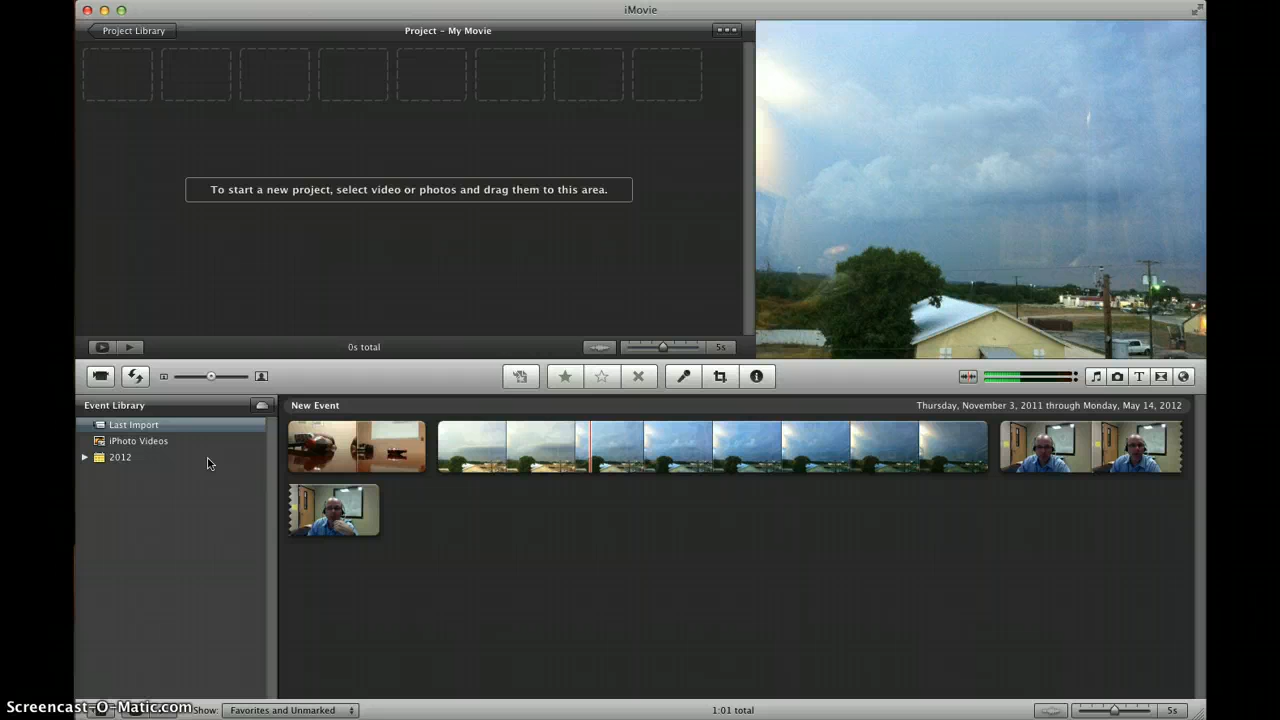 iMovie
Project Library
Project - My Movie
To start a new project, select video or photos and drag them to this area.
0s total
5s
Event Library
New Event
Thursday, November 3, 2011 through Monday, May 14, 2012
Last Import
iPhoto Videos
2012
Screencast-O-Matic.com
Show:
Favorites and Unmarked
1:01 total
5s